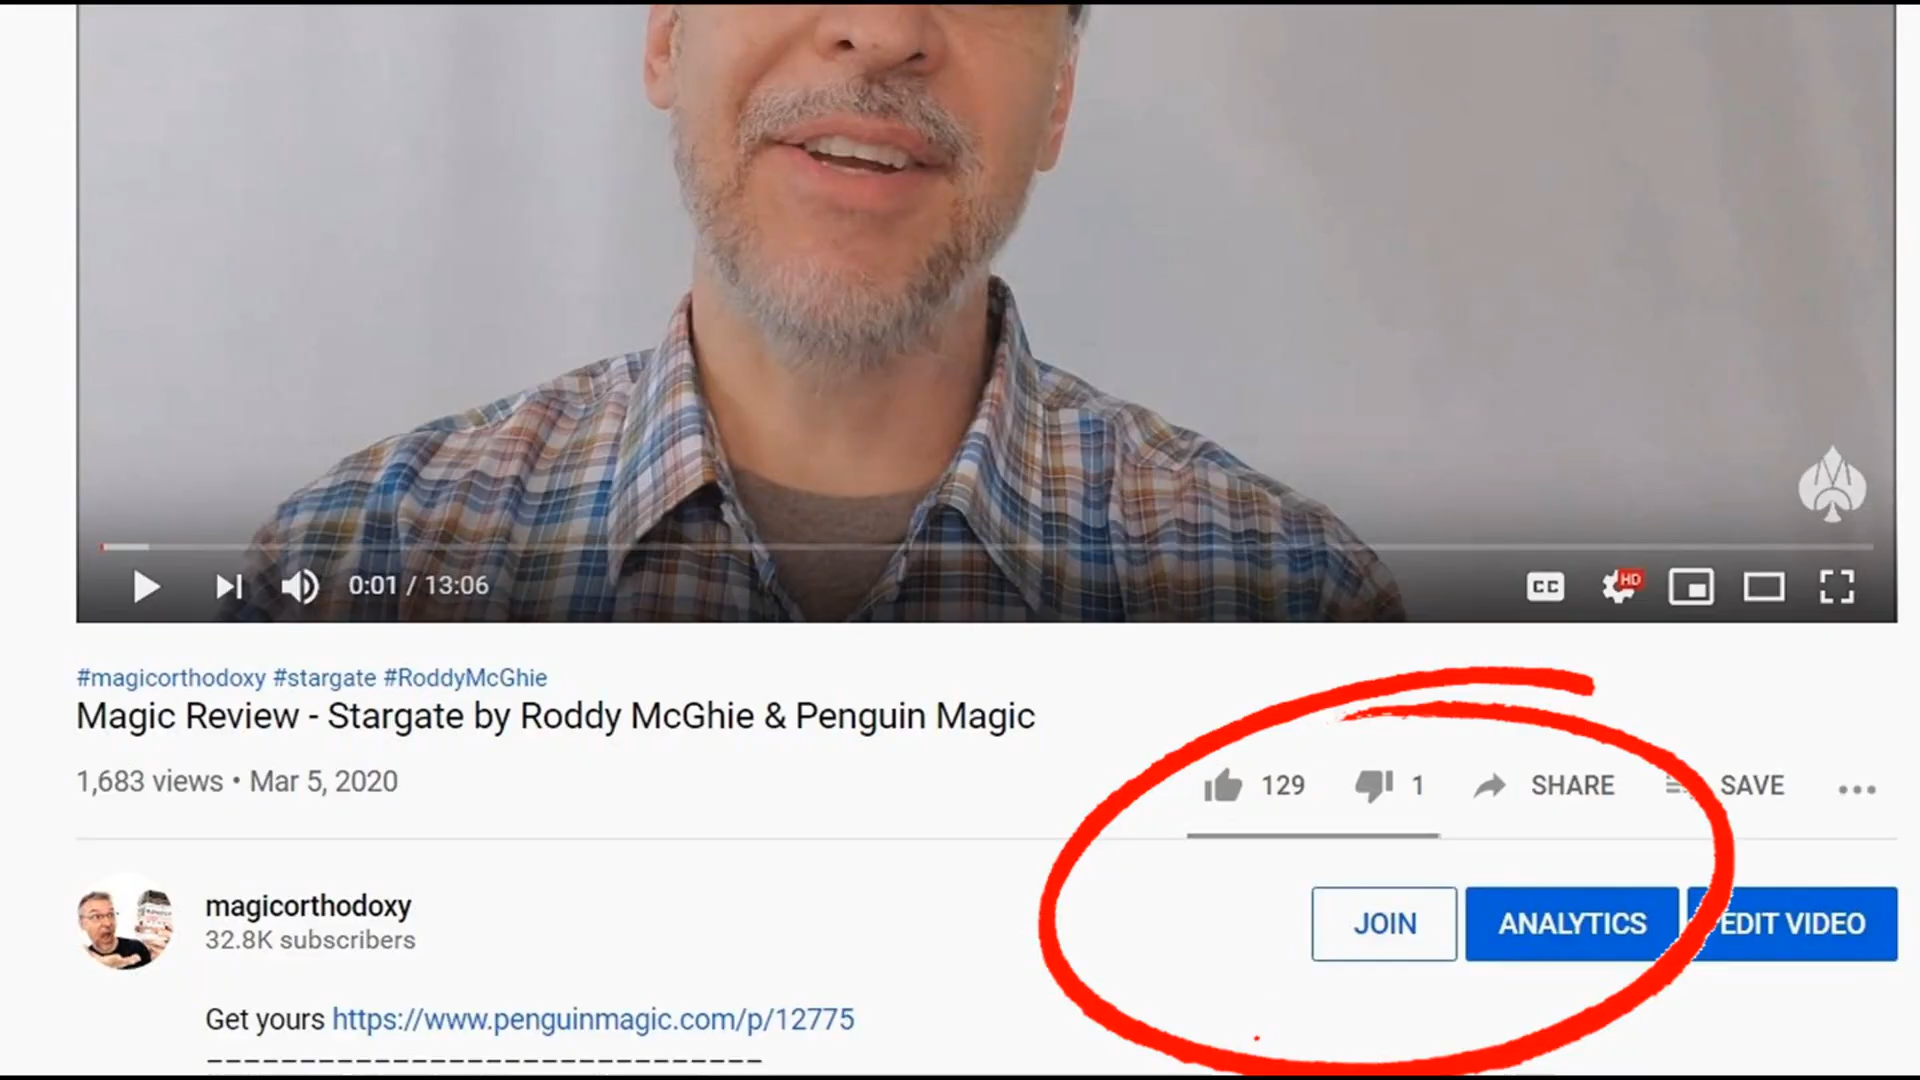 0:01 / 13:06
CC
HD
#magicorthodoxy #stargate #RoddyMcGhie
Magic Review - Stargate by Roddy McGhie & Penguin Magic
1,683 views • Mar 5, 2020
129
1
SHARE
SAVE
magicorthodoxy
32.8K subscribers
JOIN
ANALYTICS
EDIT VIDEO
Get yours https://www.penguinmagic.com/p/12775
------------------------------